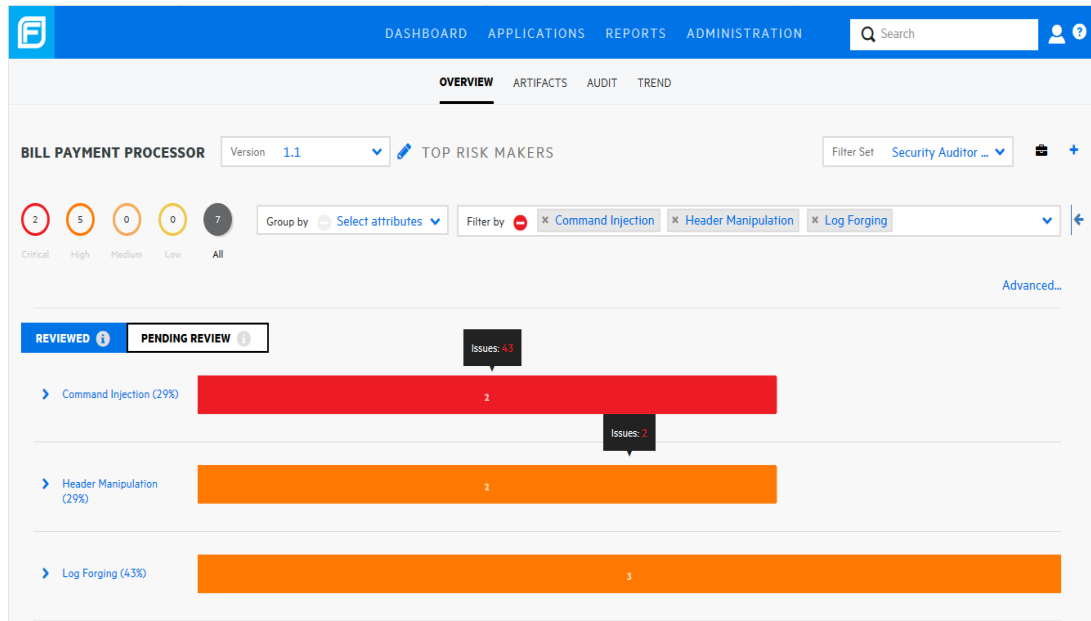 DASHBOARD APPLICATIONS REPORTS ADMINISTRATION Search ?
OVERVIEW ARTIFACTS AUDIT TREND
BILL PAYMENT PROCESSOR Version 1.1 TOP RISK MAKERS Filter Set Security Auditor ... +
2 5 0 0 7 Group by Select attributes Filter by × Command Injection × Header Manipulation × Log Forging
Critical High Medium Low All
Advanced...
REVIEWED i PENDING REVIEW i
Issues: 43
Command Injection (29%) 2
Issues: 2
Header Manipulation
(29%) 2
Log Forging (43%) 3